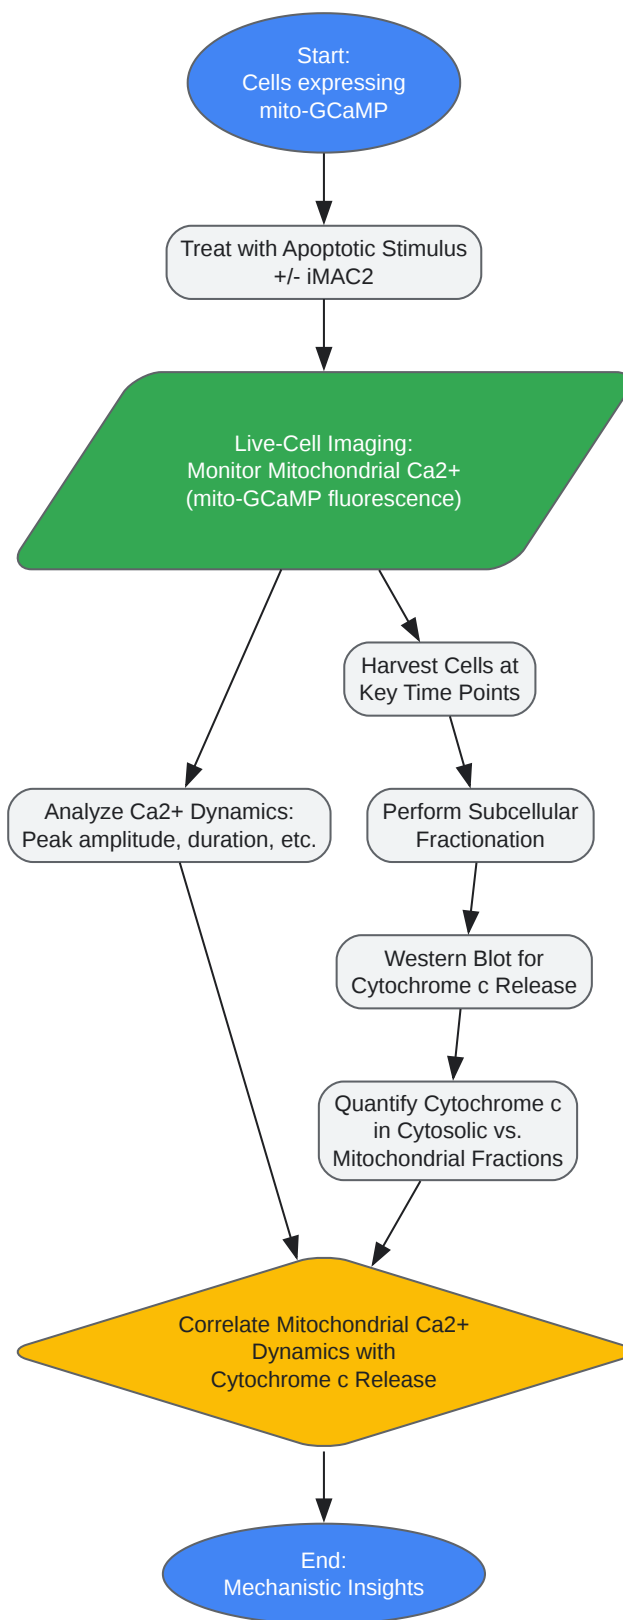 Start:
Cells expressing
mito-GCaMP
Treat with Apoptotic Stimulus
+/- iMAC2
Live-Cell Imaging:
Monitor Mitochondrial Ca2+
(mito-GCaMP fluorescence)
Harvest Cells at
Key Time Points
Analyze Ca2+ Dynamics:
Peak amplitude, duration, etc.
Perform Subcellular
Fractionation
Western Blot for
Cytochrome c Release
Quantify Cytochrome c
in Cytosolic vs.
Mitochondrial Fractions
Correlate Mitochondrial Ca2+
Dynamics with
Cytochrome c Release
End:
Mechanistic Insights